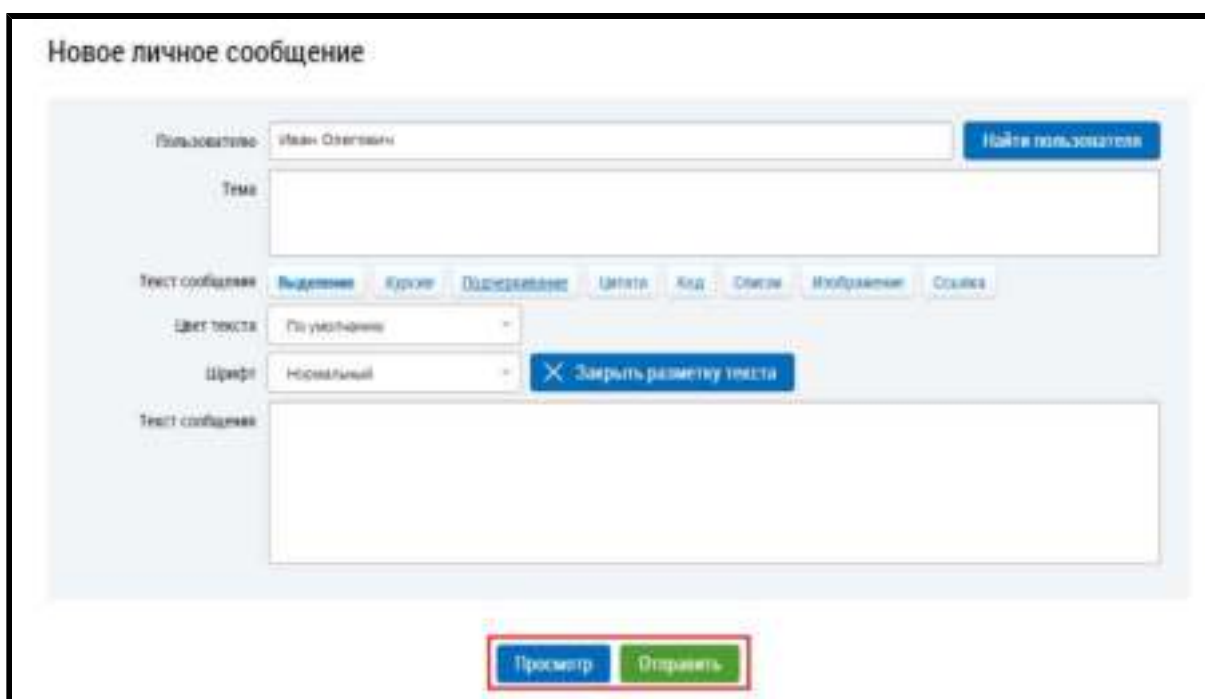 Новое личное сообщение
Пользователю Иван Олегович Найти пользователя
Тема
Текст сообщения Выделение Курсив Подчеркивание Цитата Код Список Изображение Ссылка
Цвет текста По умолчанию
Шрифт Нормальный Закрыть разметку текста
Текст сообщения
Просмотр Отправить